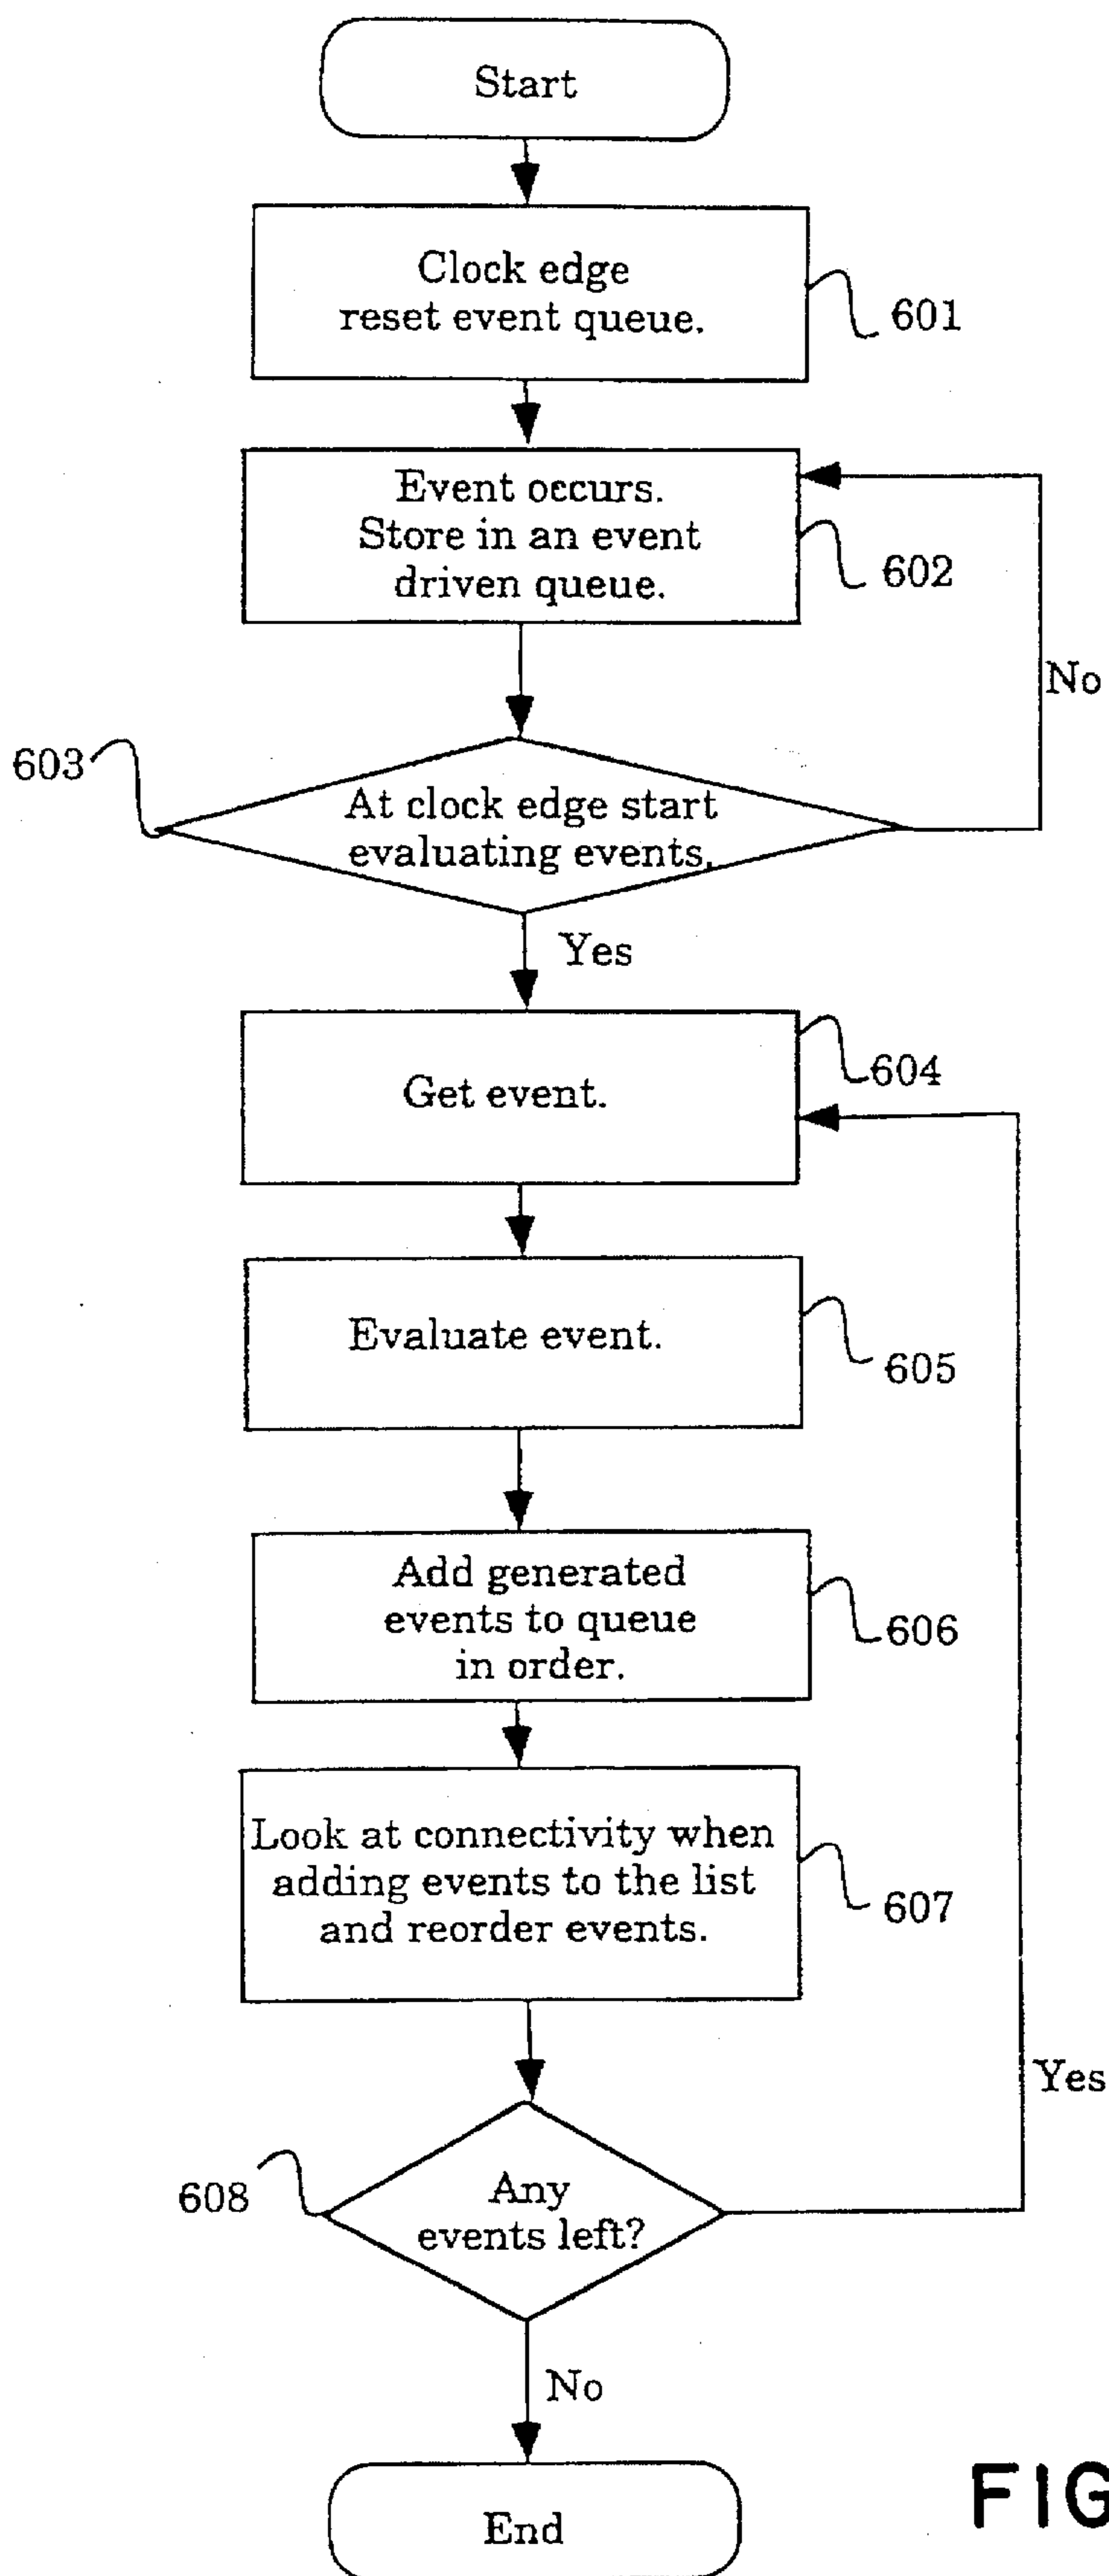 Start
Clock edge
reset event queue.
601
Event occurs.
Store in an event
driven queue.
602
No
603
At clock edge start
evaluating events.
Yes
Get event.
604
Evaluate event.
605
Add generated
events to queue
in order.
606
Look at connectivity when
adding events to the list
and reorder events.
607
Yes
608
Any
events left?
No
End
FIG